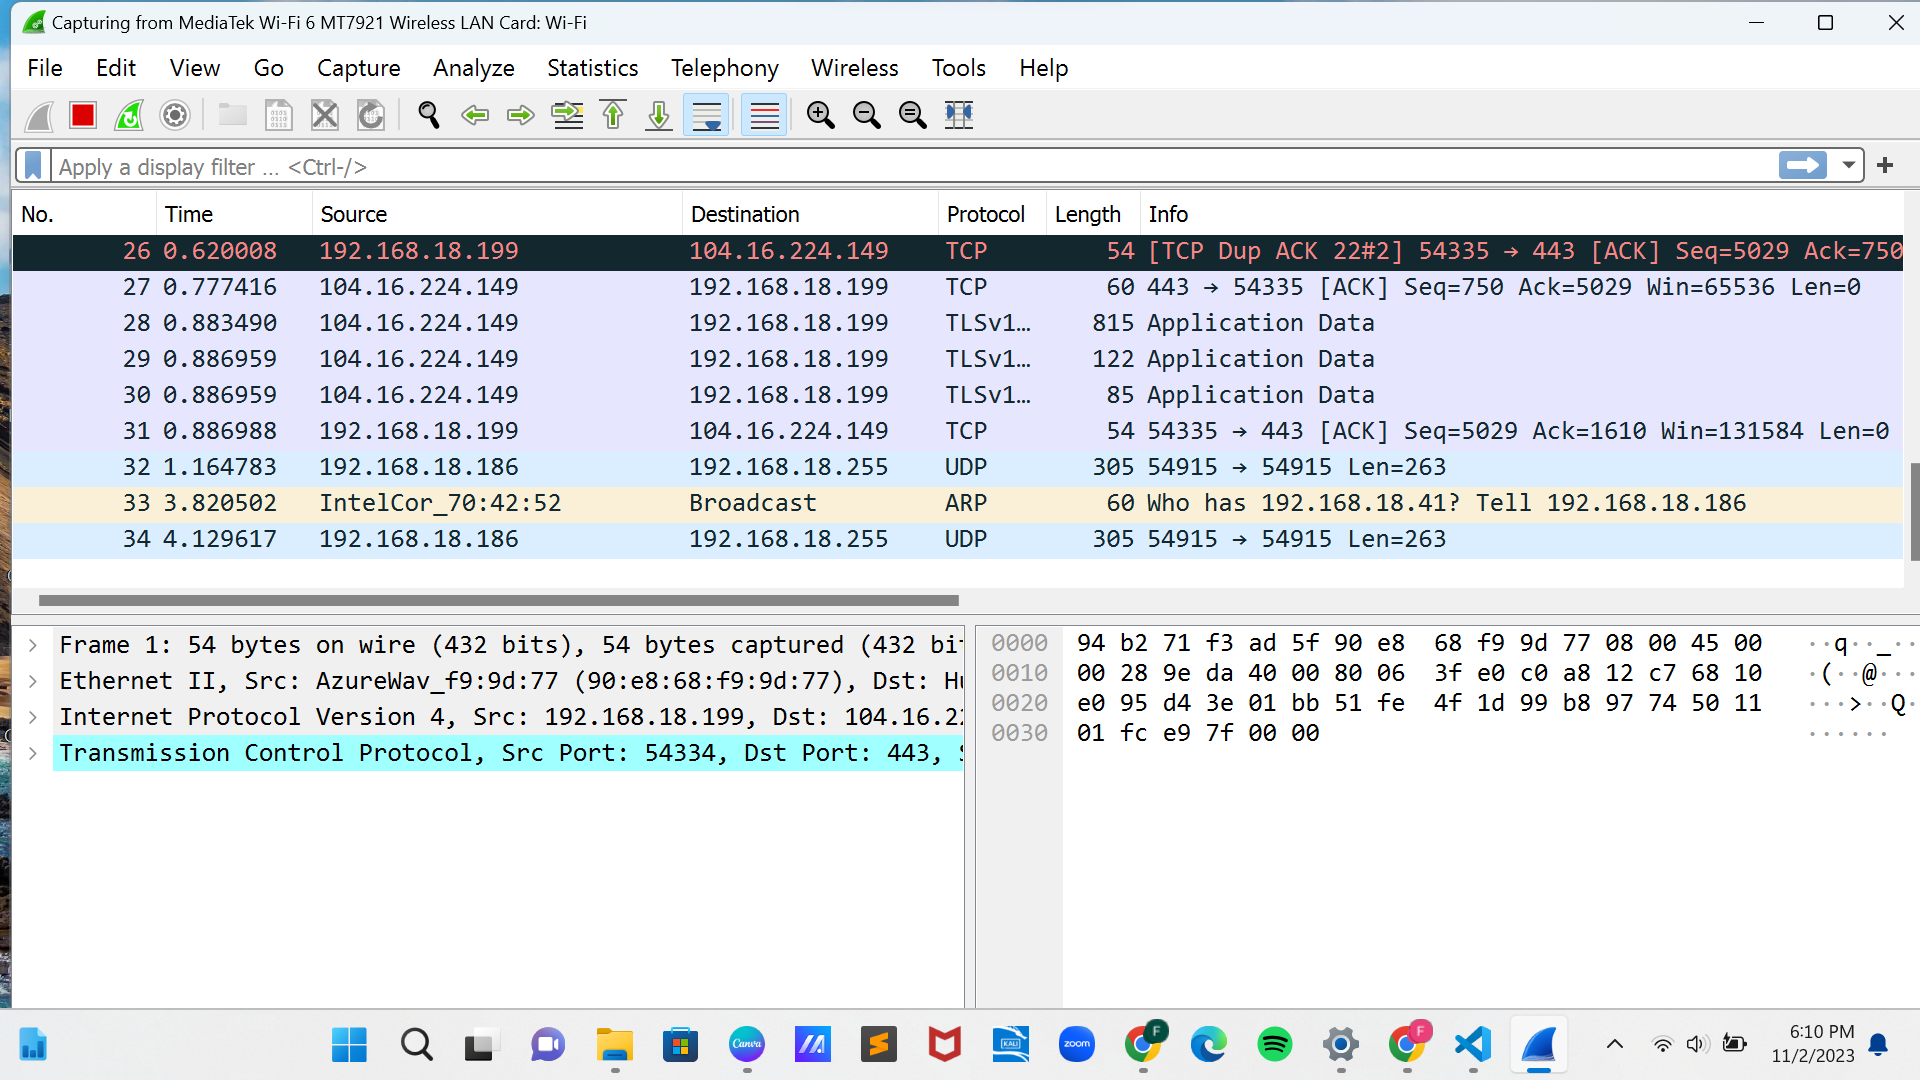 Capturing from MediaTek Wi-Fi 6 MT7921 Wireless LAN Card: Wi-Fi
File Edit View Go Capture Analyze Statistics Telephony Wireless Tools Help
Apply a display filter ... <Ctrl-/>
No. Time Source Destination Protocol Length Info
26 0.620008 192.168.18.199 104.16.224.149 TCP 54 [TCP Dup ACK 22#2] 54335 → 443 [ACK] Seq=5029 Ack=750
27 0.777416 104.16.224.149 192.168.18.199 TCP 60 443 → 54335 [ACK] Seq=750 Ack=5029 Win=65536 Len=0
28 0.883490 104.16.224.149 192.168.18.199 TLSv1… 815 Application Data
29 0.886959 104.16.224.149 192.168.18.199 TLSv1… 122 Application Data
30 0.886959 104.16.224.149 192.168.18.199 TLSv1… 85 Application Data
31 0.886988 192.168.18.199 104.16.224.149 TCP 54 54335 → 443 [ACK] Seq=5029 Ack=1610 Win=131584 Len=0
32 1.164783 192.168.18.186 192.168.18.255 UDP 305 54915 → 54915 Len=263
33 3.820502 IntelCor_70:42:52 Broadcast ARP 60 Who has 192.168.18.41? Tell 192.168.18.186
34 4.129617 192.168.18.186 192.168.18.255 UDP 305 54915 → 54915 Len=263
Frame 1: 54 bytes on wire (432 bits), 54 bytes captured (432 bit
Ethernet II, Src: AzureWav_f9:9d:77 (90:e8:68:f9:9d:77), Dst: Hu
Internet Protocol Version 4, Src: 192.168.18.199, Dst: 104.16.22
Transmission Control Protocol, Src Port: 54334, Dst Port: 443, S
0000 94 b2 71 f3 ad 5f 90 e8 68 f9 9d 77 08 00 45 00 ··q··_··
0010 00 28 9e da 40 00 80 06 3f e0 c0 a8 12 c7 68 10 ·(··@···
0020 e0 95 d4 3e 01 bb 51 fe 4f 1d 99 b8 97 74 50 11 ···>··Q·
0030 01 fc e9 7f 00 00 ······
Canva
KALI
zoom
F
F
6:10 PM
11/2/2023